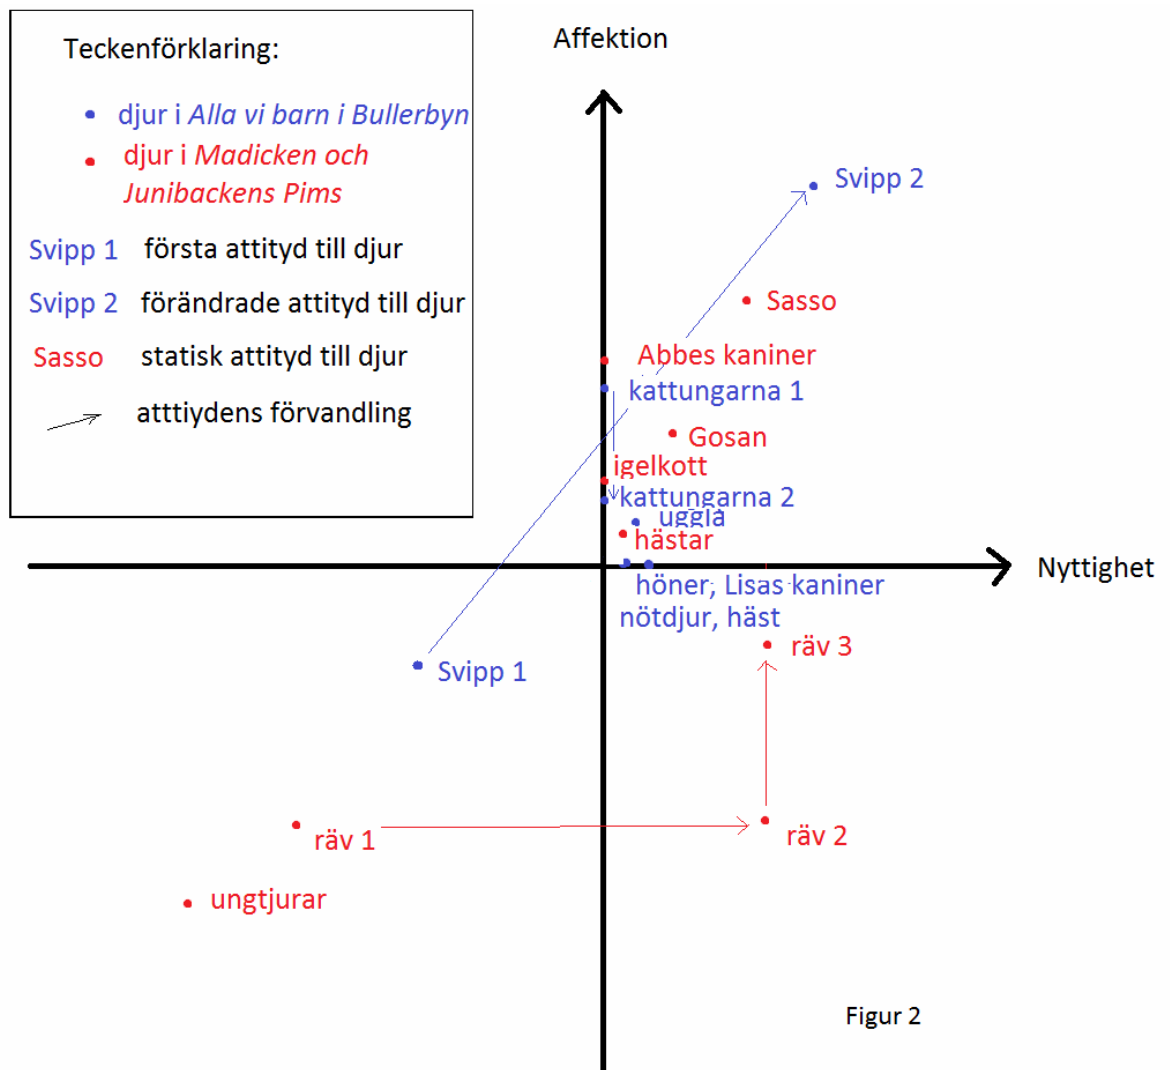 Teckenförklaring:
djur i Alla vi barn i Bullerbyn
djur i Madicken och
Junibackens Pims
Svipp 1 första attityd till djur
Svipp 2 förändrade attityd till djur
Sasso statisk attityd till djur
atttiydens förvandling
Affektion
Svipp 2
Sasso
Abbes kaniner
kattungarna 1
Gosan
igelkott
kattungarna 2
uggla
hästar
Nyttighet
höner, Lisas kaniner
nötdjur, häst
räv 3
Svipp 1
räv 1
räv 2
ungtjurar
Figur 2